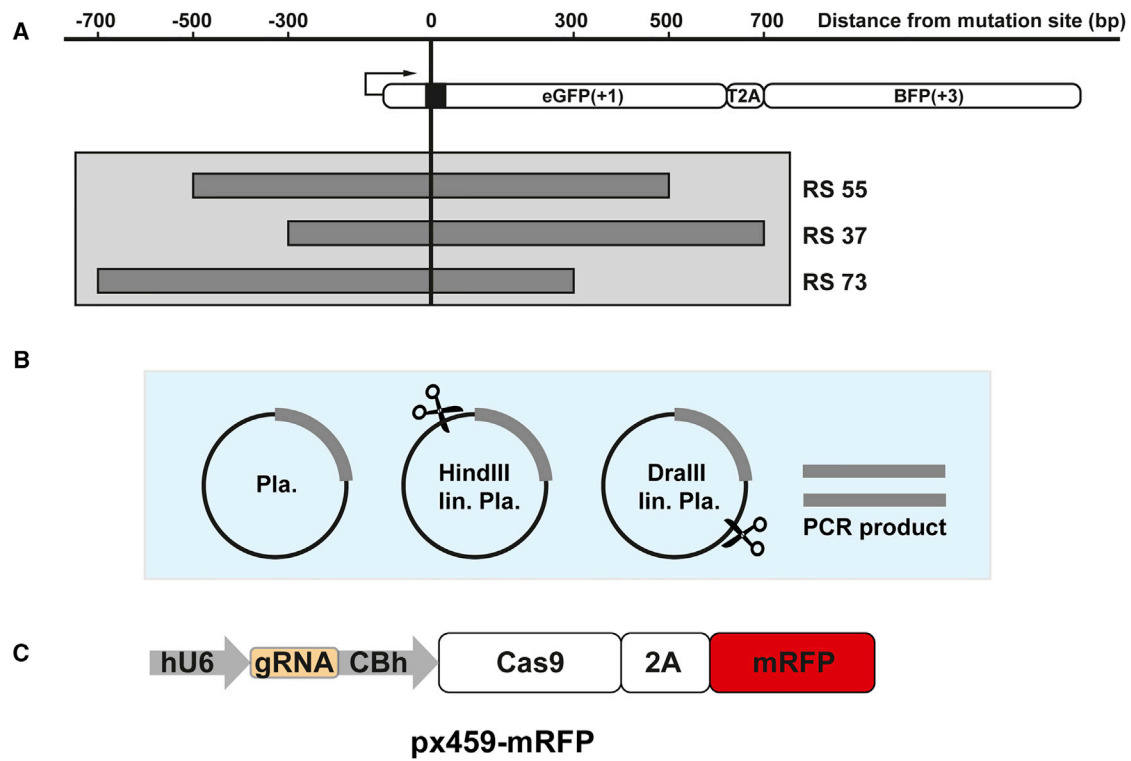 A
-700 -500 -300 0 300 500 700 Distance from mutation site (bp)
eGFP(+1) T2A BFP(+3)
RS 55
RS 37
RS 73
B
Pla.
HindIII
lin. Pla.
DraIII
lin. Pla.
PCR product
C
hU6 gRNA CBh Cas9 2A mRFP
px459-mRFP